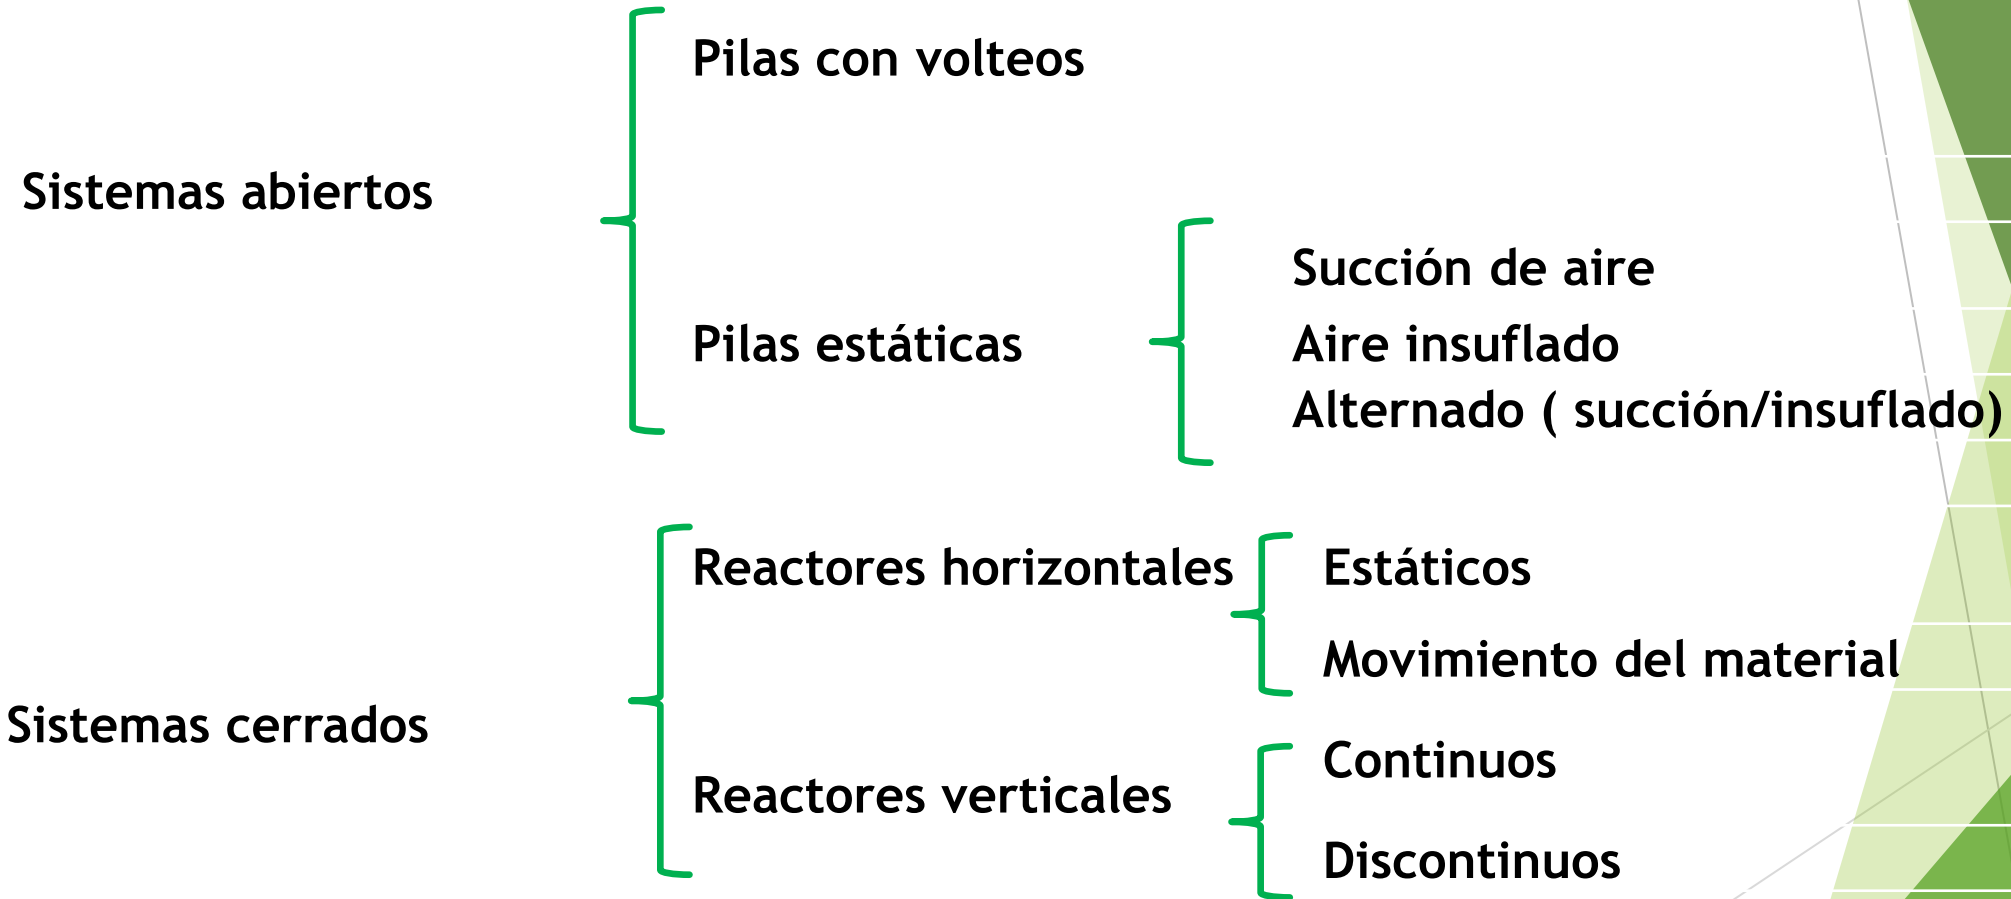 Sistemas abiertos
Pilas con volteos
Pilas estáticas
Succión de aire
Aire insuflado
Alternado ( succión/insuflado)
Sistemas cerrados
Reactores horizontales
Estáticos
Movimiento del material
Reactores verticales
Continuos
Discontinuos